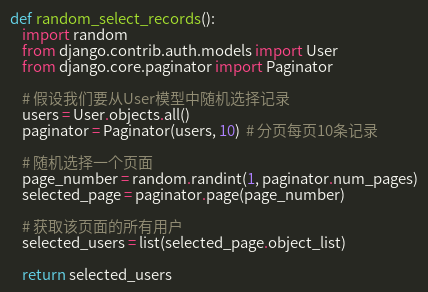 def random_select_records():
    import random
    from django.contrib.auth.models import User
    from django.core.paginator import Paginator

    # 假设我们要从User模型中随机选择记录
    users = User.objects.all()
    paginator = Paginator(users, 10)  # 分页每页10条记录

    # 随机选择一个页面
    page_number = random.randint(1, paginator.num_pages)
    selected_page = paginator.page(page_number)

    # 获取该页面的所有用户
    selected_users = list(selected_page.object_list)

    return selected_users